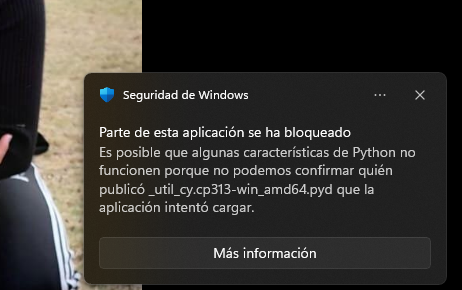 Seguridad de Windows
Parte de esta aplicación se ha bloqueado
Es posible que algunas características de Python no
funcionen porque no podemos confirmar quién
publicó _util_cy.cp313-win_amd64.pyd que la
aplicación intentó cargar.
Más información